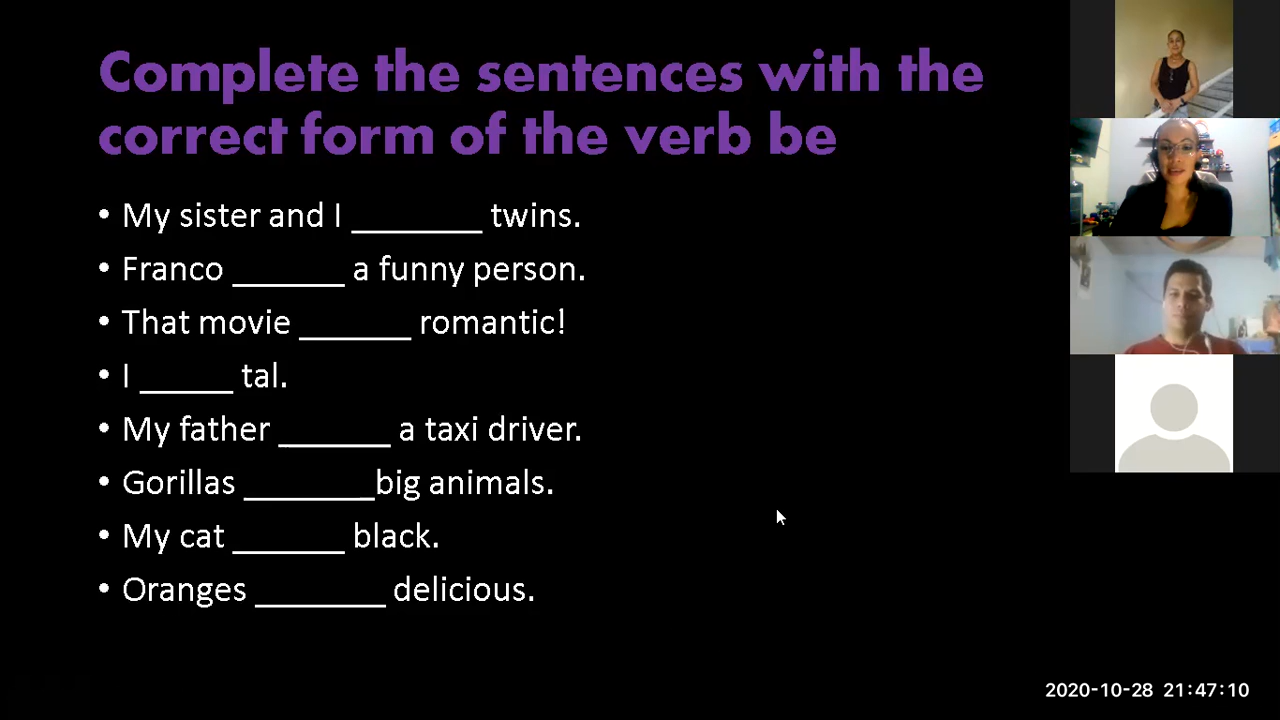 Complete the sentences with the
correct form of the verb be
• My sister and I ________ twins.
• Franco _______ a funny person.
• That movie _______ romantic!
• I ______ tal.
• My father _______ a taxi driver.
• Gorillas ________big animals.
• My cat _______ black.
• Oranges ________ delicious.
2020-10-28 21:47:10